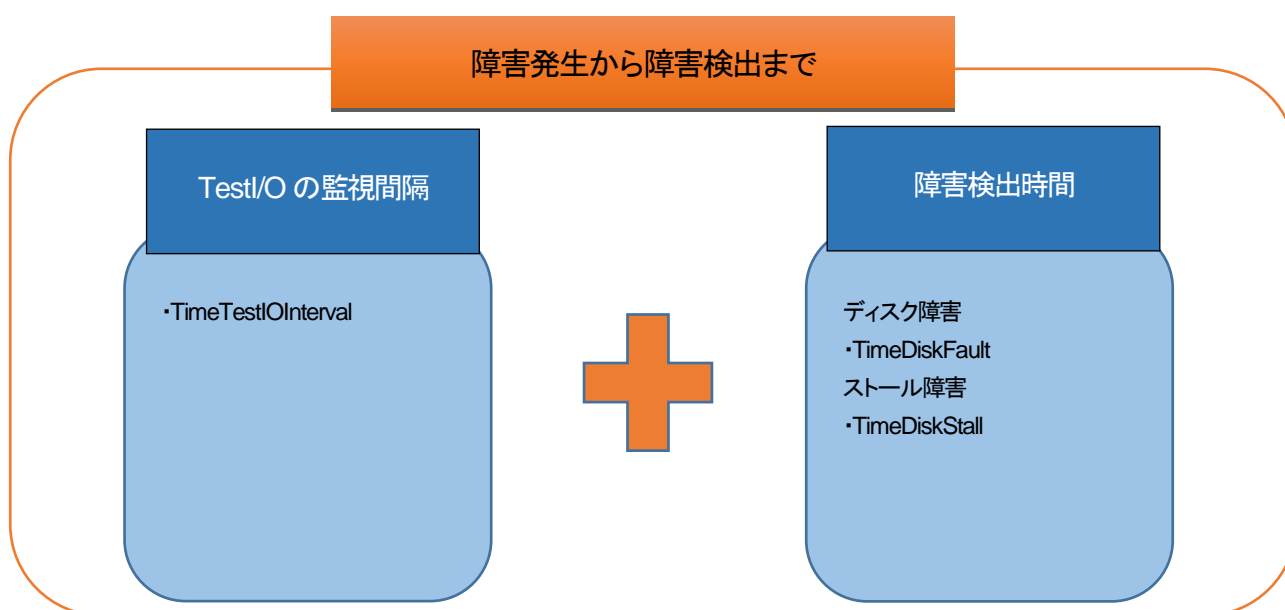 障害発生から障害検出まで
TestI/O の監視間隔
・TimeTestIOInterval
障害検出時間
ディスク障害
・TimeDiskFault
ストール障害
・TimeDiskStall